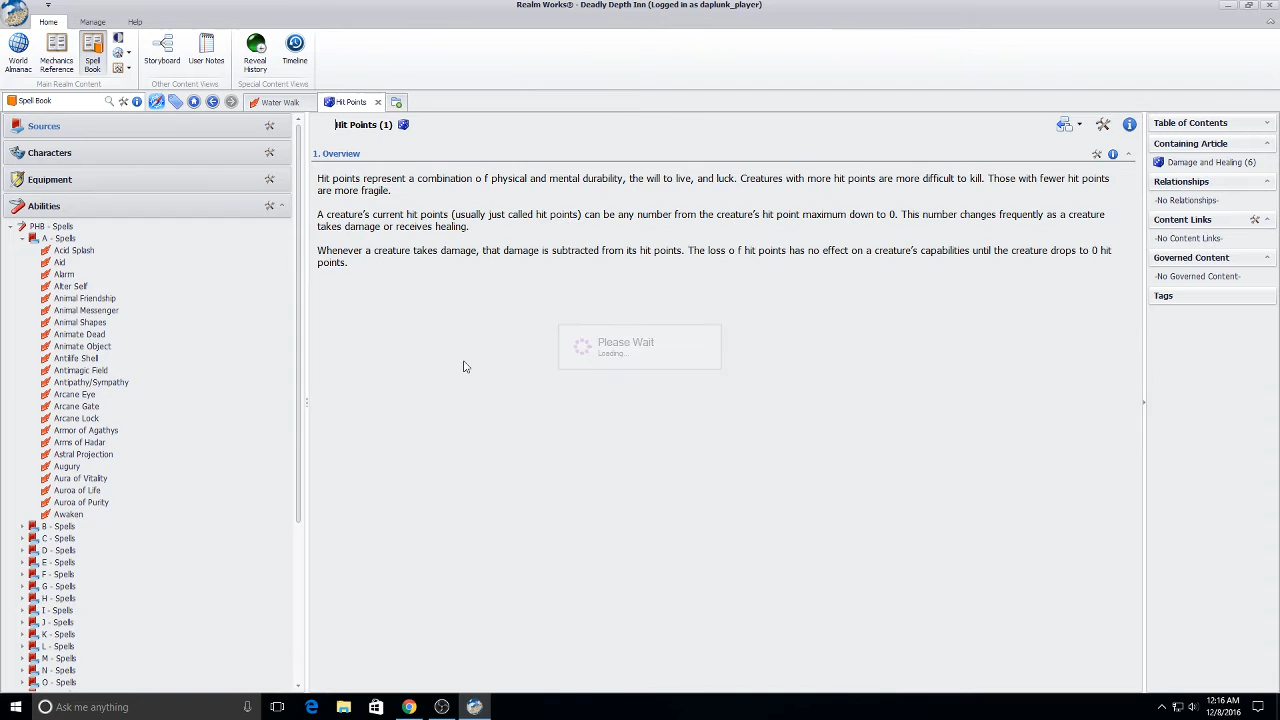 Realm Works® - Deadly Depth Inn (Logged in as daplunk_player)
Home Manage Help
World Almanac
Mechanics Reference
Spell Book
Storyboard
User Notes
Reveal History
Timeline
Main Realm Content
Other Content Views
Special Content Views
Spell Book
Water Walk
Hit Points
Sources
Characters
Equipment
Abilities
PHB - Spells
A - Spells
Acid Splash
Aid
Alarm
Alter Self
Animal Friendship
Animal Messenger
Animal Shapes
Animate Dead
Animate Object
Antilife Shell
Antimagic Field
Antipathy/Sympathy
Arcane Eye
Arcane Gate
Arcane Lock
Armor of Agathys
Arms of Hadar
Astral Projection
Augury
Aura of Vitality
Auroa of Life
Auroa of Purity
Awaken
B - Spells
C - Spells
D - Spells
E - Spells
F - Spells
G - Spells
H - Spells
I - Spells
J - Spells
K - Spells
L - Spells
M - Spells
N - Spells
O - Spells
Hit Points (1)
1. Overview
Hit points represent a combination o f physical and mental durability, the will to live, and luck. Creatures with more hit points are more difficult to kill. Those with fewer hit points
are more fragile.
A creature's current hit points (usually just called hit points) can be any number from the creature's hit point maximum down to 0. This number changes frequently as a creature
takes damage or receives healing.
Whenever a creature takes damage, that damage is subtracted from its hit points. The loss o f hit points has no effect on a creature's capabilities until the creature drops to 0 hit
points.
Please Wait
Loading...
Table of Contents
Containing Article
Damage and Healing (6)
Relationships
-No Relationships-
Content Links
-No Content Links-
Governed Content
-No Governed Content-
Tags
Ask me anything
12:16 AM
12/8/2016